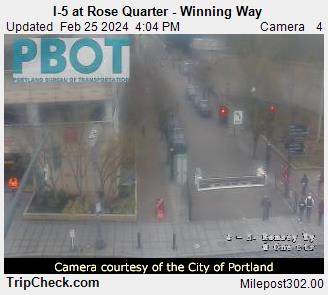 I-5 at Rose Quarter - Winning Way
Updated Feb 25 2024 4:04 PM Camera 4
PBOT
PORTLAND BUREAU OF TRANSPORTATION
Camera courtesy of the City of Portland
TripCheck.com Milepost302.00